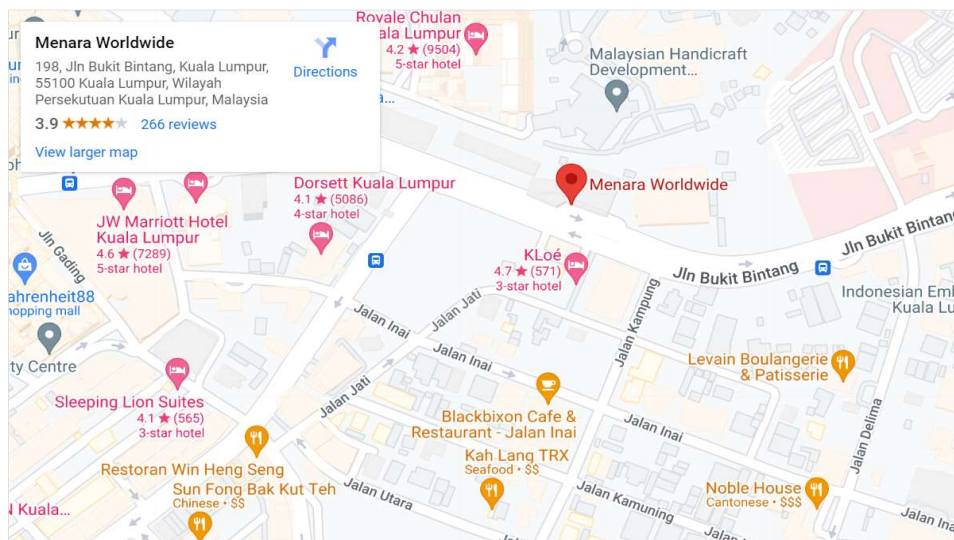 Menara Worldwide
198, Jln Bukit Bintang, Kuala Lumpur,
55100 Kuala Lumpur, Wilayah
Persekutuan Kuala Lumpur, Malaysia
3.9 ★★★★★ 266 reviews
View larger map
Directions
Royale Chulan
ala Lumpur
4.2 ★ (9504)
5-star hotel
Malaysian Handicraft
Development...
a...
Menara Worldwide
Dorsett Kuala Lumpur
4.1 ★ (5086)
4-star hotel
JW Marriott Hotel
Kuala Lumpur
4.6 ★ (7289)
5-star hotel
Jln Gading
KLoé
4.7 ★ (571)
3-star hotel
Jln Bukit Bintang
Jln Bukit Bintang
ahrenheit88
hopping mall
Indonesian Em
Kuala Lu
Jalan Inai
Jalan Jati
Jalan Kampung
ty Centre
Jalan Inai
Levain Boulangerie
& Patisserie
Sleeping Lion Suites
4.1 ★ (565)
3-star hotel
Jalan Jati
Blackbixon Cafe &
Restaurant - Jalan Inai
Jalan Inai
Jalan Delima
Restoran Win Heng Seng
Kah Lang TRX
Seafood • $$
Sun Fong Bak Kut Teh
Chinese • $$
Jalan Utara
Jalan Kamuning
Noble House
Cantonese • $$$
N Kuala...